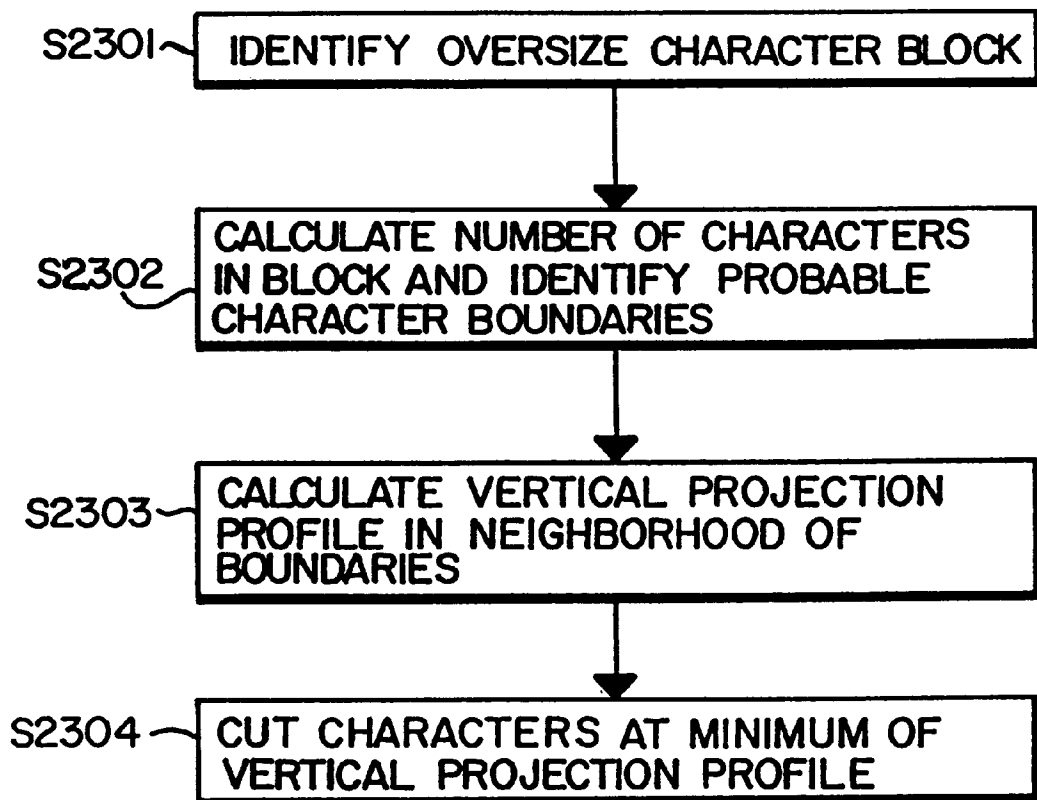 S2301
IDENTIFY OVERSIZE CHARACTER BLOCK
S2302
CALCULATE NUMBER OF CHARACTERS
IN BLOCK AND IDENTIFY PROBABLE
CHARACTER BOUNDARIES
S2303
CALCULATE VERTICAL PROJECTION
PROFILE IN NEIGHBORHOOD OF
BOUNDARIES
S2304
CUT CHARACTERS AT MINIMUM OF
VERTICAL PROJECTION PROFILE